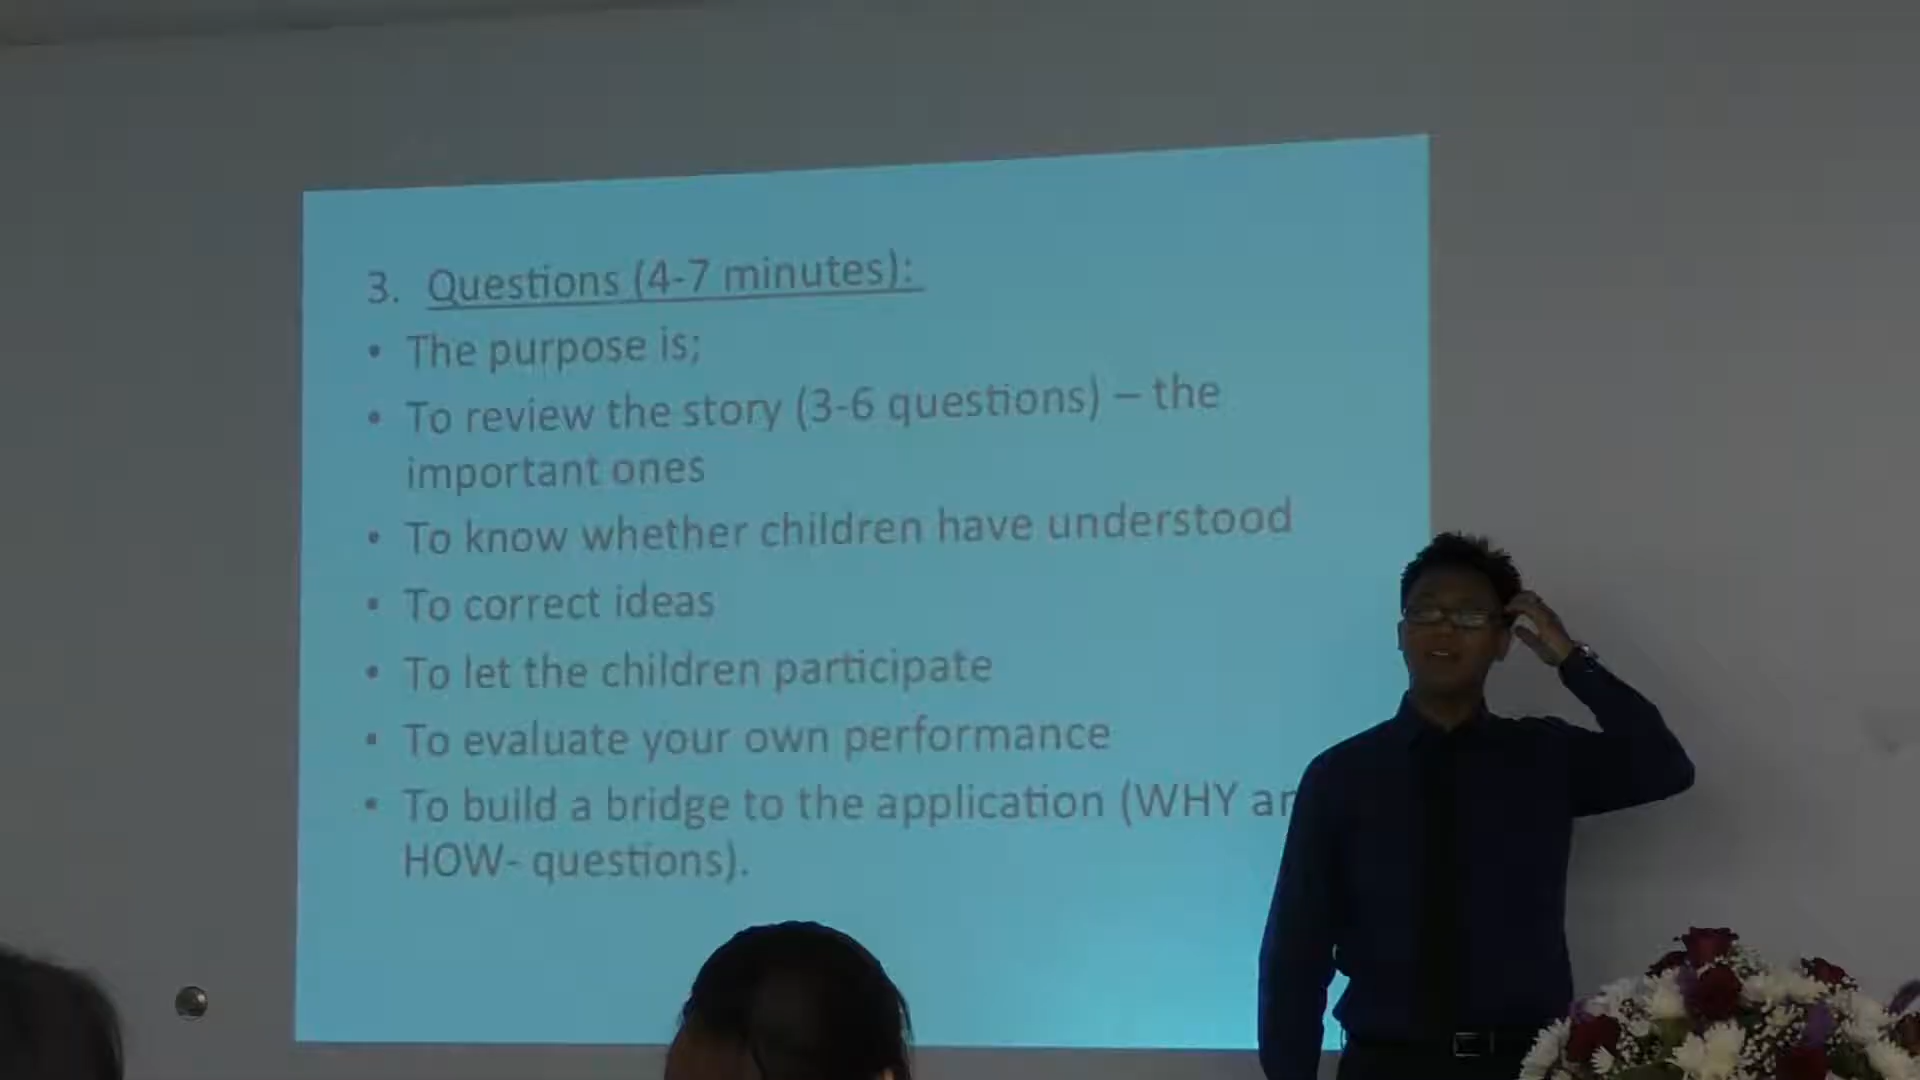 3. Questions (4-7 minutes):
• The purpose is;
• To review the story (3-6 questions) – the
important ones
• To know whether children have understood
• To correct ideas
• To let the children participate
• To evaluate your own performance
• To build a bridge to the application (WHY
HOW- questions).